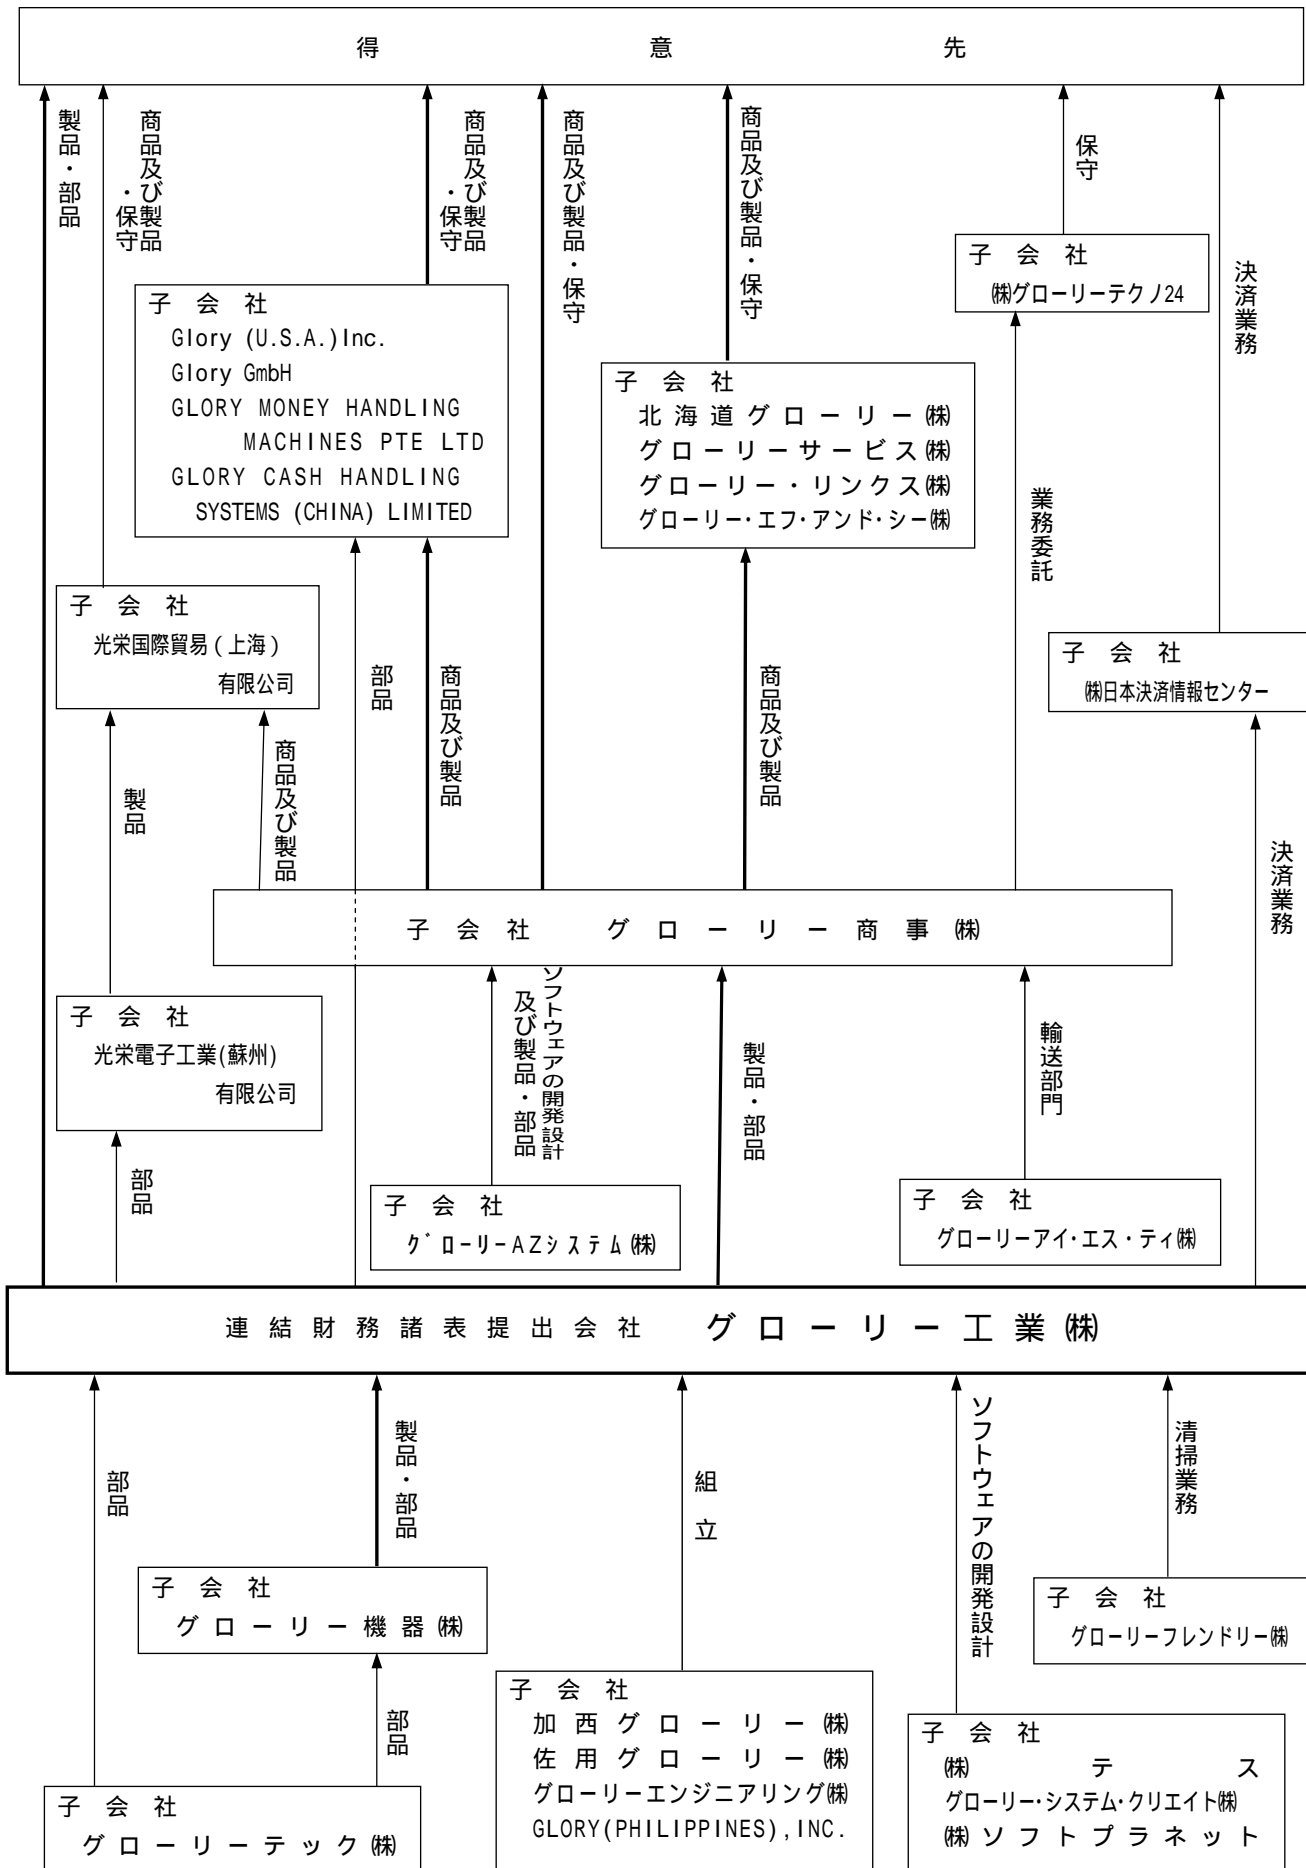 得意先
製品・部品
商品及び製品
・保守
商品及び製品
・保守
商品及び製品・保守
商品及び製品・保守
保守
決済業務
子会社
㈱グローリーテクノ24
子会社
Glory (U.S.A.)Inc.
Glory GmbH
GLORY MONEY HANDLING
MACHINES PTE LTD
GLORY CASH HANDLING
SYSTEMS (CHINA) LIMITED
子会社
北海道グローリー㈱
グローリーサービス㈱
グローリー・リンクス㈱
グローリー・エフ・アンド・シー㈱
業務委託
子会社
光栄国際貿易(上海)
有限公司
子会社
㈱日本決済情報センター
製品
商品及び製品
部品
商品及び製品
商品及び製品
決済業務
子会社 グローリー商事㈱
子会社
光栄電子工業(蘇州)
有限公司
ソフトウェアの開発設計
及び製品・部品
製品・部品
輸送部門
部品
子会社
グローリーAZシステム㈱
子会社
グローリーアイ・エス・ティ㈱
連結財務諸表提出会社 グローリー工業㈱
部品
製品・部品
組立
ソフトウェアの開発設計
清掃業務
子会社
グローリー機器㈱
子会社
グローリーフレンドリー㈱
部品
子会社
グローリーテック㈱
子会社
加西グローリー㈱
佐用グローリー㈱
グローリーエンジニアリング㈱
GLORY(PHILIPPINES),INC.
子会社
㈱テス
グローリー・システム・クリエイト㈱
㈱ソフトプラネット